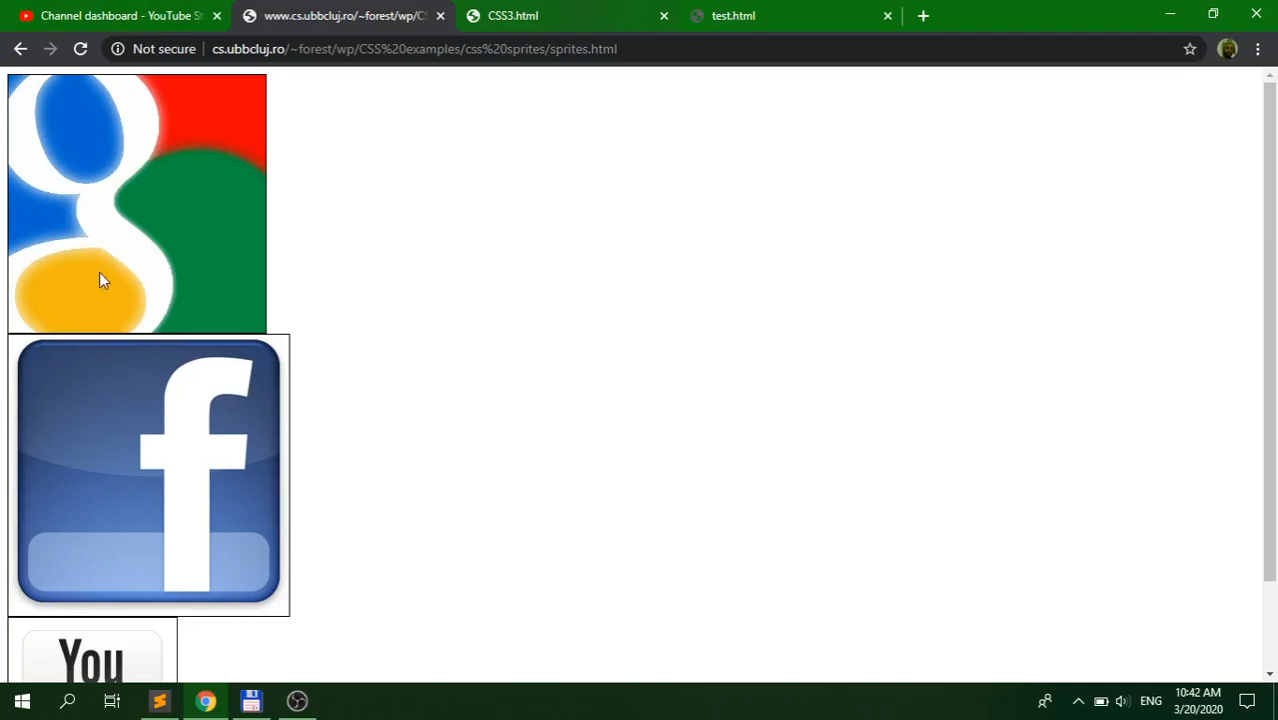 Channel dashboard - YouTube St
www.cs.ubbcluj.ro/~forest/wp/CS
CSS3.html
test.html
Not secure
cs.ubbcluj.ro/~forest/wp/CSS%20examples/css%20sprites/sprites.html
g
f
You
ENG
10:42 AM
3/20/2020